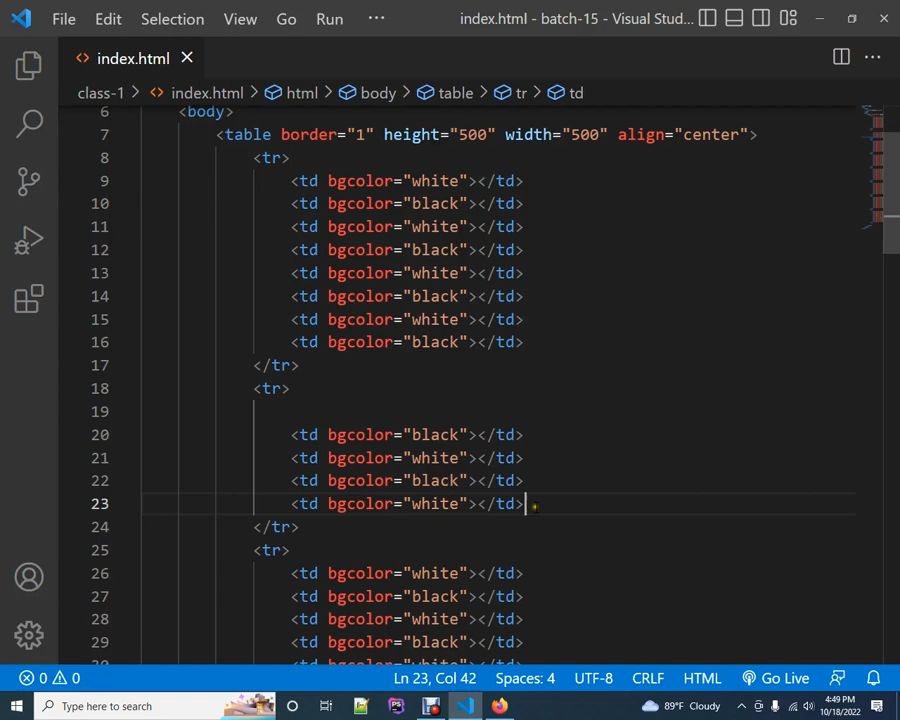 File Edit Selection View Go Run ··· index.html - batch-15 - Visual Stud...
index.html
class-1 > index.html > html > body > table > tr > td
6 <body>
7 <table border="1" height="500" width="500" align="center">
8 <tr>
9 <td bgcolor="white"></td>
10 <td bgcolor="black"></td>
11 <td bgcolor="white"></td>
12 <td bgcolor="black"></td>
13 <td bgcolor="white"></td>
14 <td bgcolor="black"></td>
15 <td bgcolor="white"></td>
16 <td bgcolor="black"></td>
17 </tr>
18 <tr>
19
20 <td bgcolor="black"></td>
21 <td bgcolor="white"></td>
22 <td bgcolor="black"></td>
23 <td bgcolor="white"></td>
24 </tr>
25 <tr>
26 <td bgcolor="white"></td>
27 <td bgcolor="black"></td>
28 <td bgcolor="white"></td>
29 <td bgcolor="black"></td>
30 <td bgcolor="white"></td>
0 0 Ln 23, Col 42 Spaces: 4 UTF-8 CRLF HTML Go Live
Type here to search PS 89°F Cloudy 4:49 PM
10/18/2022